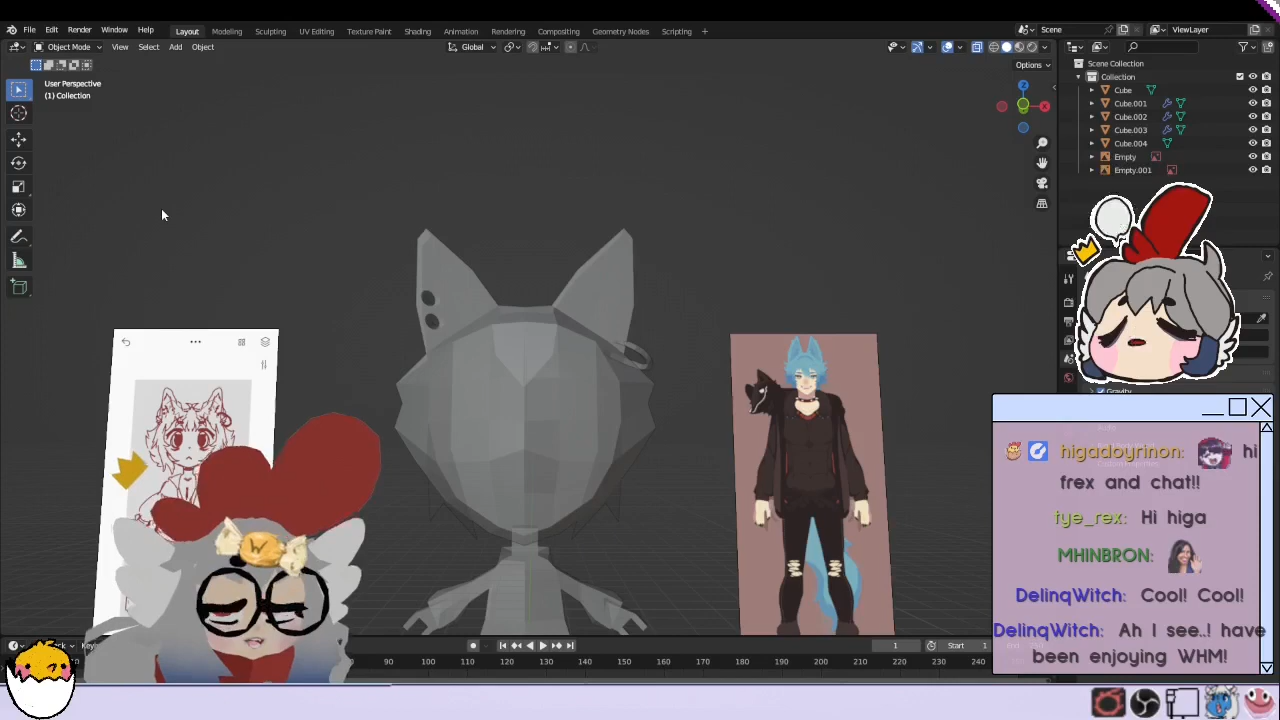 File Edit Render Window Help Layout Modeling Sculpting UV Editing Texture Paint Shading Animation Rendering Compositing Geometry Nodes Scripting + Scene ViewLayer
Object Mode View Select Add Object Global
Options
User Perspective
(1) Collection
Scene Collection
Collection
Cube
Cube.001
Cube.002
Cube.003
Cube.004
Empty
Empty.001
Z
X
Gravity
higadoyrinon: hi
frex and chat!!
tye_rex: Hi higa
MHINBRON:
DelinqWitch: Cool! Cool!
DelinqWitch: Ah I see..! have
been enjoying WHM!
W
1 Start 1
90 100 110 120 130 140 150 160 170 180 190 200 210 220 230 240